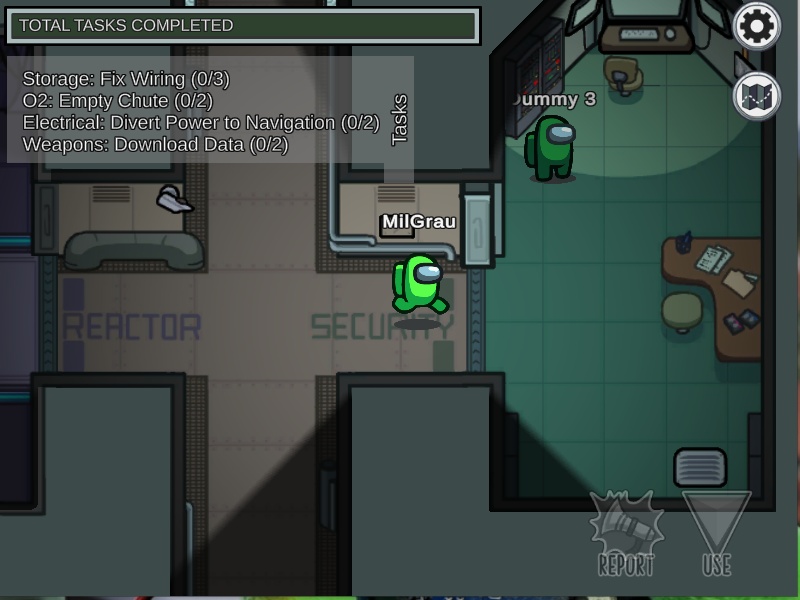 TOTAL TASKS COMPLETED
Storage: Fix Wiring (0/3)
O2: Empty Chute (0/2)
Electrical: Divert Power to Navigation (0/2)
Weapons: Download Data (0/2)
Tasks
Dummy 3
MilGrau
REACTOR
SECURITY
REPORT
USE